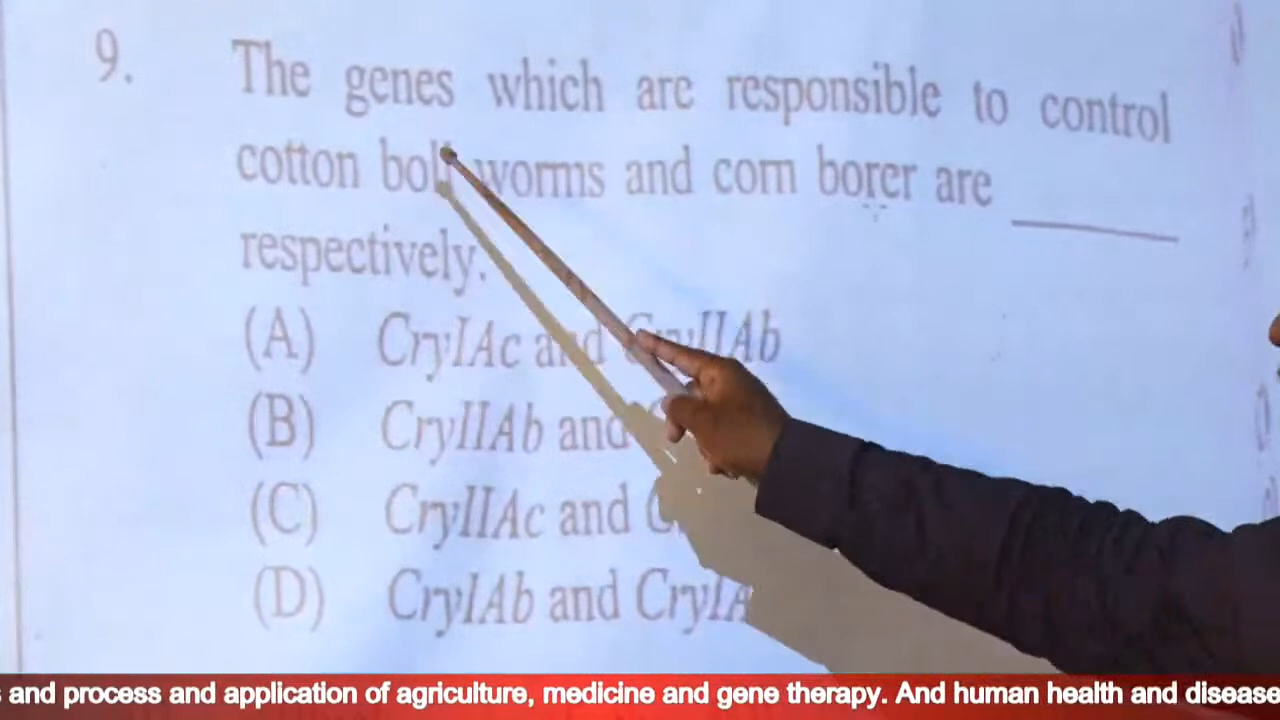 9. The genes which are responsible to control
cotton boll worms and corn borer are ______
respectively.
(A) CryIAc and CryIIAb
(B) CryIIAb and
(C) CryIIAc and
(D) CryIAb and
and process and application of agriculture, medicine and gene therapy. And human health and disease